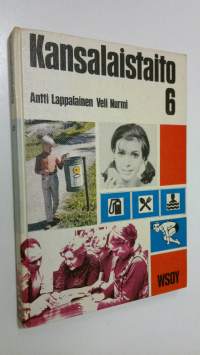 Kansalaistaito
Antti Lappalainen Veli Nurmi
6
WSOY